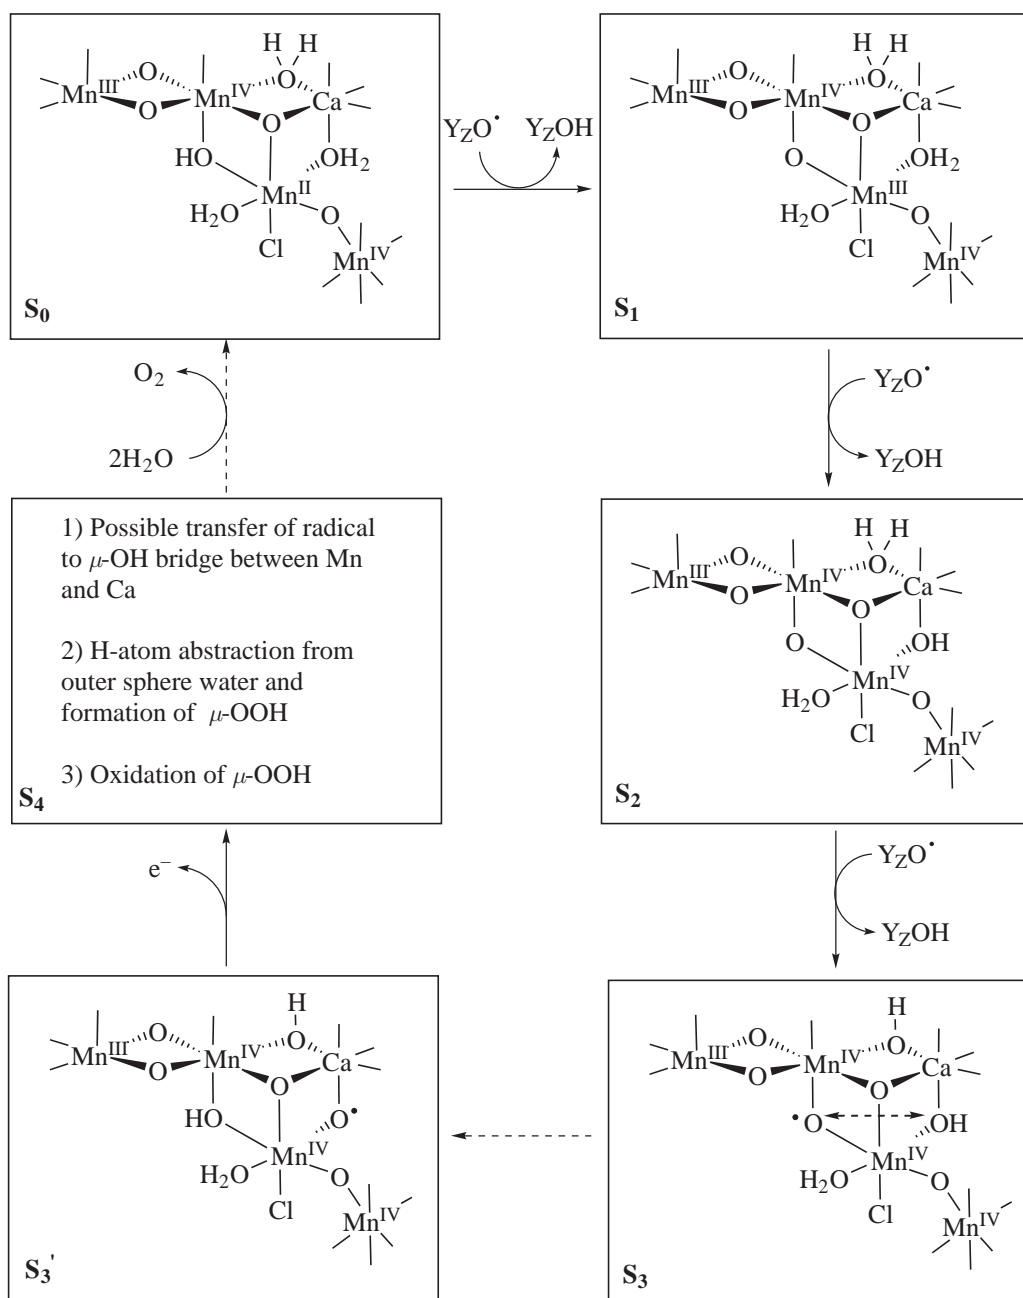 H H
Mn^III O Mn^IV O Ca
O O
HO OH2
Mn^II
H2O O
Cl Mn^IV
S0
YZO• YZOH
H H
Mn^III O Mn^IV O Ca
O O
O OH2
Mn^III
H2O O
Cl
Mn^IV
S1
YZO•
YZOH
H H
Mn^III O Mn^IV O Ca
O O
O OH
Mn^IV
H2O O
Cl
Mn^IV
S2
YZO•
YZOH
H
Mn^III O Mn^IV O Ca
O O
•O OH
Mn^IV
H2O O
Cl
Mn^IV
S3
H
Mn^III O Mn^IV O Ca
O O
HO O•
Mn^IV
H2O O
Cl
Mn^IV
S3'
e−
1) Possible transfer of radical
to μ-OH bridge between Mn
and Ca
2) H-atom abstraction from
outer sphere water and
formation of μ-OOH
3) Oxidation of μ-OOH
S4
O2
2H2O